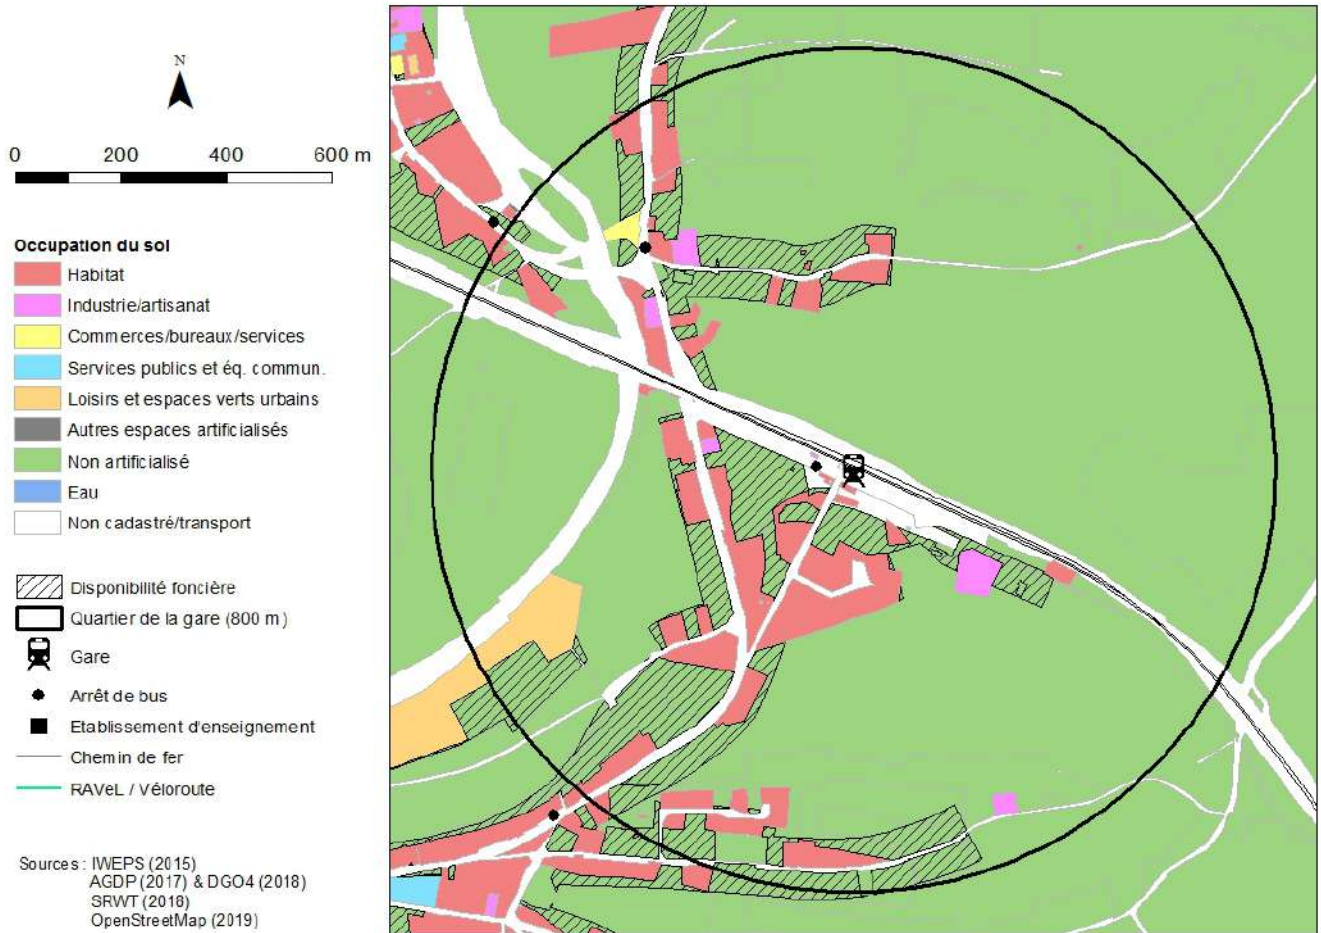 N
0 200 400 600 m
Occupation du sol
Habitat
Industrie/artisanat
Commerces/bureaux/services
Services publics et éq. commun.
Loisirs et espaces verts urbains
Autres espaces artificialisés
Non artificialisé
Eau
Non cadastré/transport
Disponibilité foncière
Quartier de la gare (800 m)
Gare
Arrêt de bus
Etablissement d'enseignement
Chemin de fer
RAVeL / Véloroute
Sources : IWEPS (2015)
AGDP (2017) & DGO4 (2018)
SRWT (2018)
OpenStreetMap (2019)